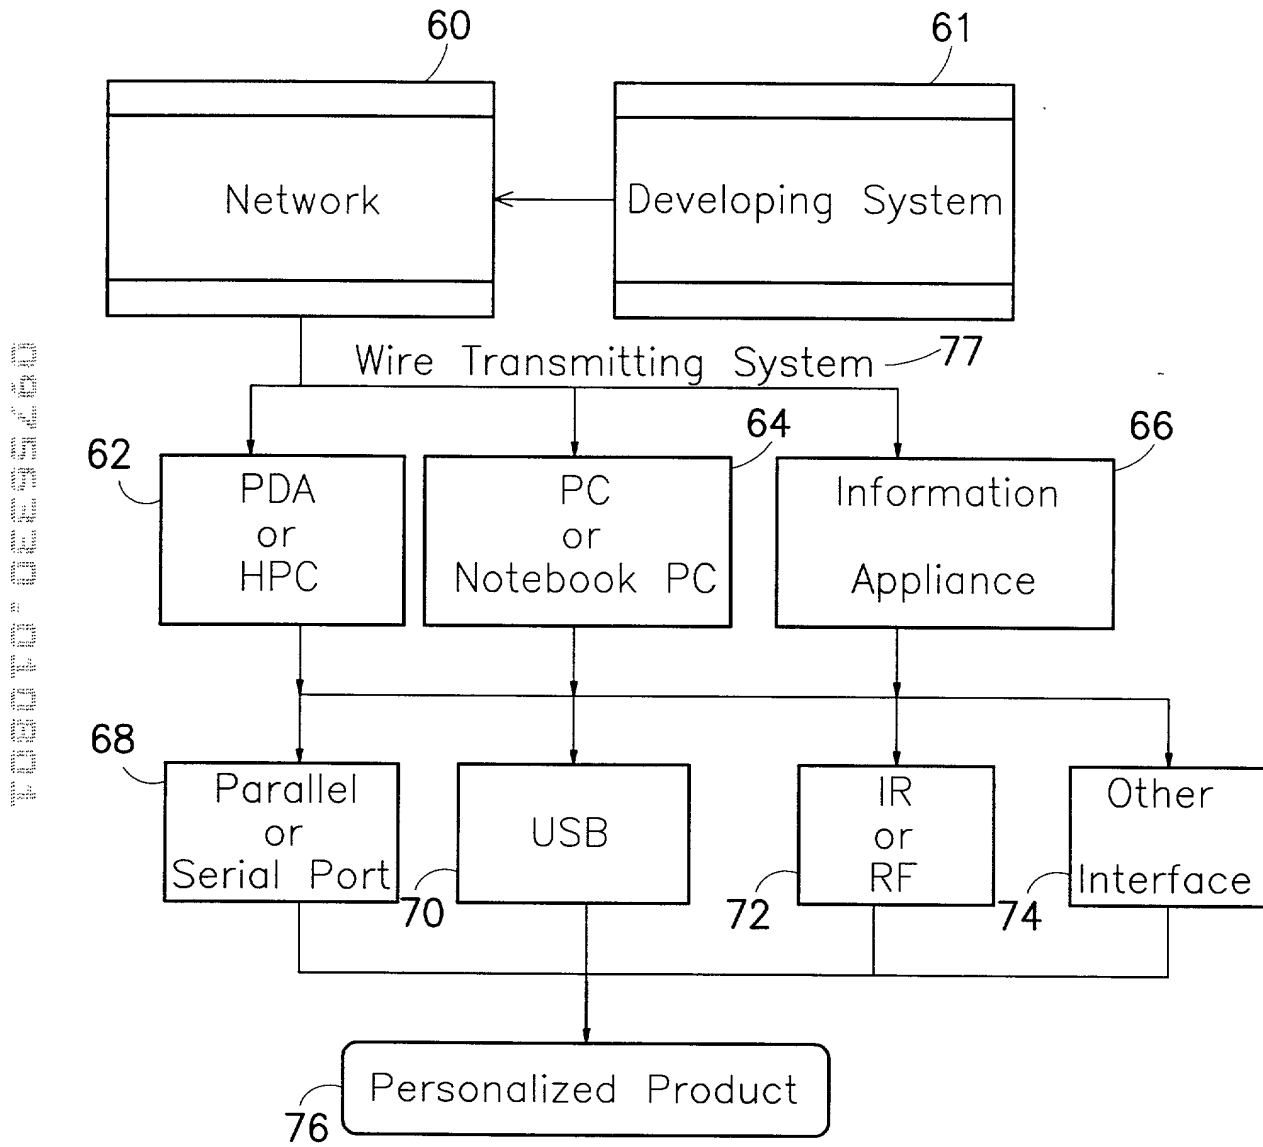 60
61
Network
Developing System
Wire Transmitting System
77
62
64
66
PDA
or
HPC
PC
or
Notebook PC
Information
Appliance
68
Parallel
or
Serial Port
70
USB
72
IR
or
RF
74
Other
Interface
76
Personalized Product
09756330.010801